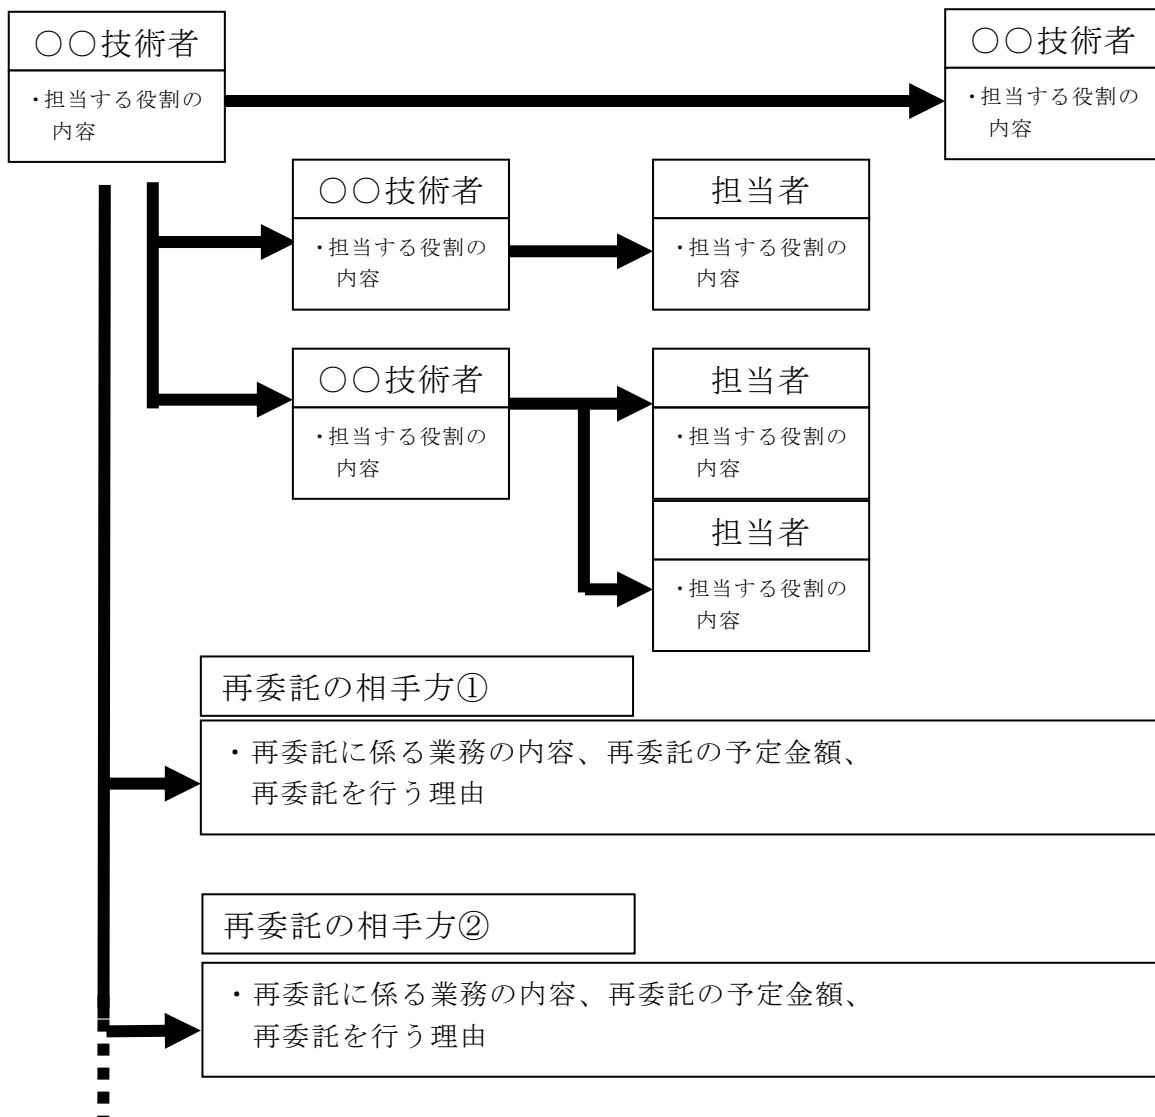 ○○技術者
・担当する役割の
内容
○○技術者
・担当する役割の
内容
○○技術者
・担当する役割の
内容
担当者
・担当する役割の
内容
○○技術者
・担当する役割の
内容
担当者
・担当する役割の
内容
担当者
・担当する役割の
内容
再委託の相手方①
・再委託に係る業務の内容、再委託の予定金額、
再委託を行う理由
再委託の相手方②
・再委託に係る業務の内容、再委託の予定金額、
再委託を行う理由